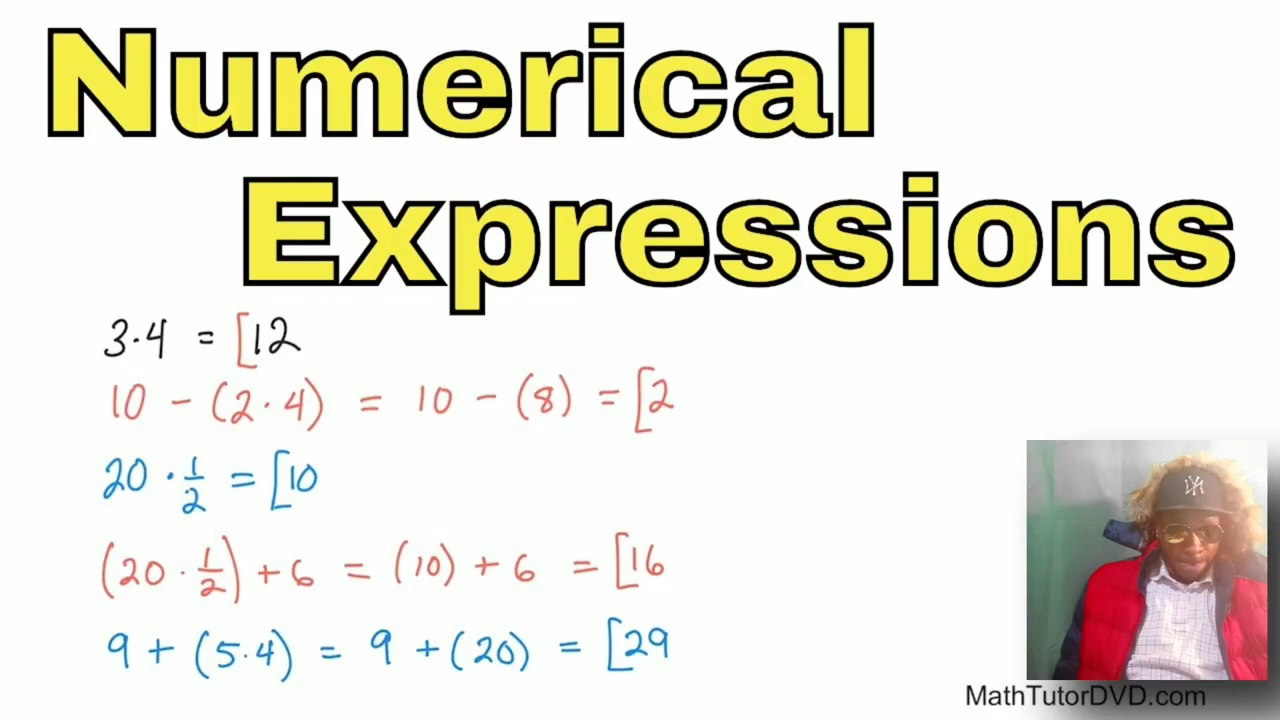 Numerical
Expressions
3·4 = [12
10 - (2·4) = 10 - (8) = [2
20 · 1/2 = [10
(20 · 1/2) + 6 = (10) + 6 = [16
9 + (5·4) = 9 + (20) = [29
NY
MathTutorDVD.com